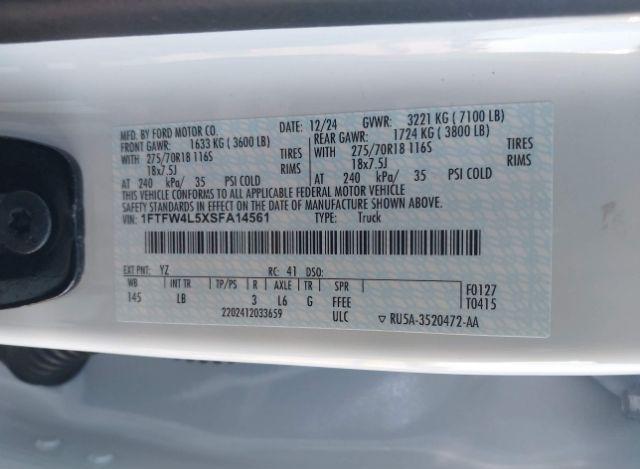 MFD. BY FORD MOTOR CO. DATE: 12/24 GVWR: 3221 KG ( 7100 LB)
FRONT GAWR: 1633 KG ( 3600 LB) REAR GAWR: 1724 KG ( 3800 LB)
WITH 275/70R18 116S TIRES WITH 275/70R18 116S TIRES
18x7.5J RIMS 18x7.5J RIMS
AT 240 kPa/ 35 PSI COLD AT 240 kPa/ 35 PSI COLD
THIS VEHICLE CONFORMS TO ALL APPLICABLE FEDERAL MOTOR VEHICLE
SAFETY STANDARDS IN EFFECT ON THE DATE OF MANUFACTURE SHOWN ABOVE.
VIN: 1FTFW4L5XSFA14561 TYPE: Truck
EXT PNT: YZ RC: 41 DSO:
WB INT TR TP/PS R AXLE TR SPR F0127
145 LB 3 L6 G FFEE T0415
2202412033659 ULC ▽ RU5A-3520472-AA